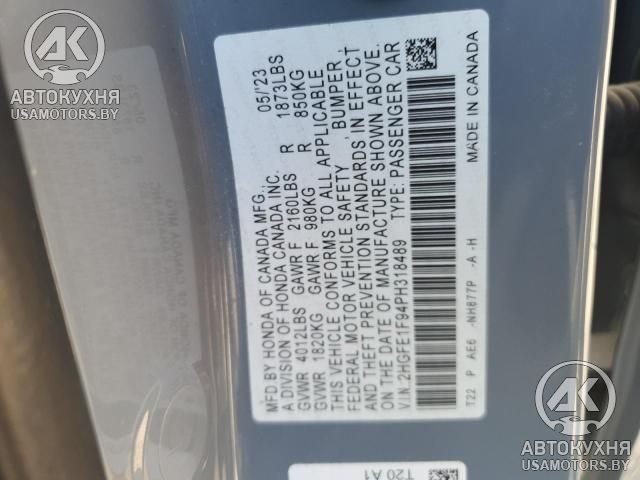 MFD.BY HONDA OF CANADA MFG., 05/'23
A DIVISION OF HONDA CANADA INC.
GVWR 4012LBS GAWR F 2160LBS R 1873LBS
GVWR 1820KG GAWR F 980KG R 850KG
THIS VEHICLE CONFORMS TO ALL APPLICABLE
FEDERAL MOTOR VEHICLE SAFETY , BUMPER ,
AND THEFT PREVENTION STANDARDS IN EFFECT
ON THE DATE OF MANUFACTURE SHOWN ABOVE.
V.I.N.:2HGFE1F94PH318489 TYPE: PASSENGER CAR
T22 P AE6 -NH877P -A -H MADE IN CANADA
T20 A1
АК
АВТОКУХНЯ
USAMOTORS.BY
АК
АВТОКУХНЯ
USAMOTORS.BY